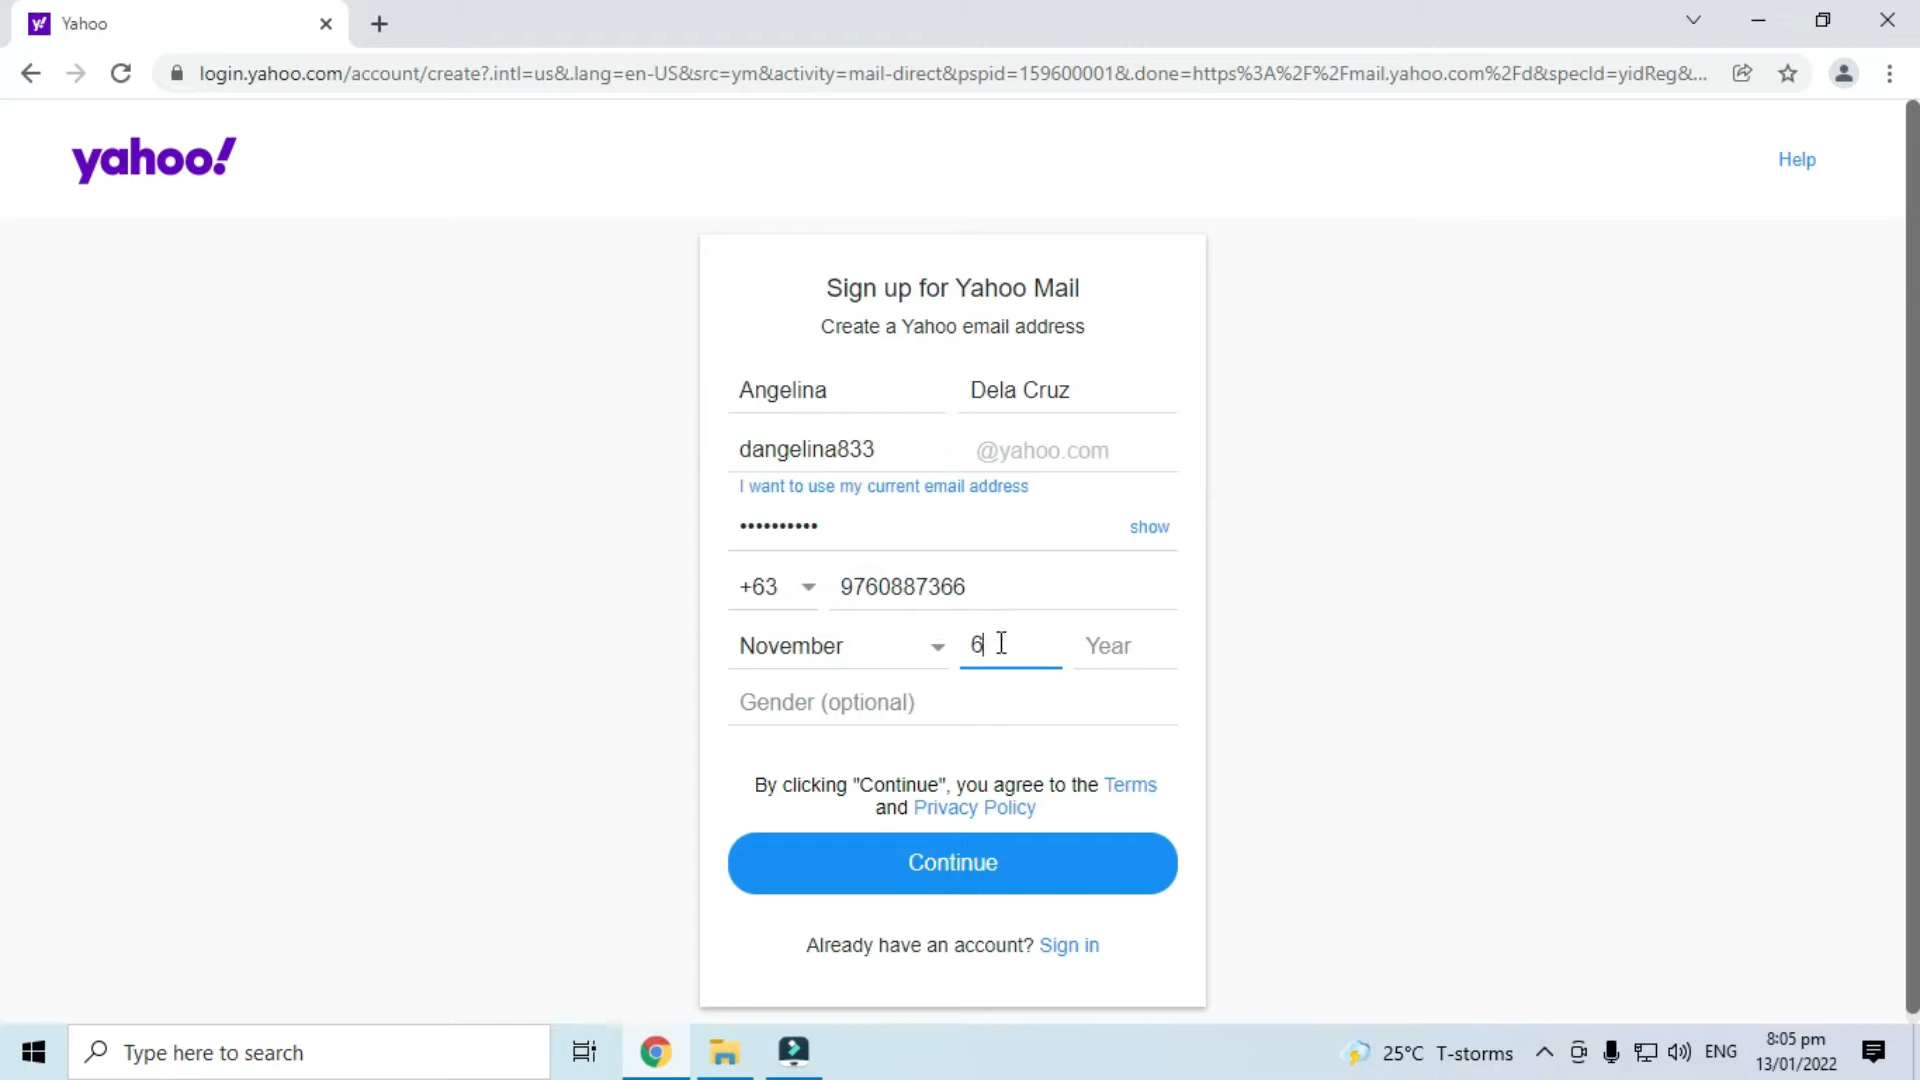 Yahoo
login.yahoo.com/account/create?.intl=us&.lang=en-US&src=ym&activity=mail-direct&pspid=159600001&.done=https%3A%2F%2Fmail.yahoo.com%2Fd&specId=yidReg&...
yahoo!
Help
Sign up for Yahoo Mail
Create a Yahoo email address
Angelina Dela Cruz
dangelina833 @yahoo.com
I want to use my current email address
•••••••••• show
+63 9760887366
November 6 Year
Gender (optional)
By clicking "Continue", you agree to the Terms
and Privacy Policy
Continue
Already have an account? Sign in
Type here to search
25°C T-storms
ENG
8:05 pm
13/01/2022